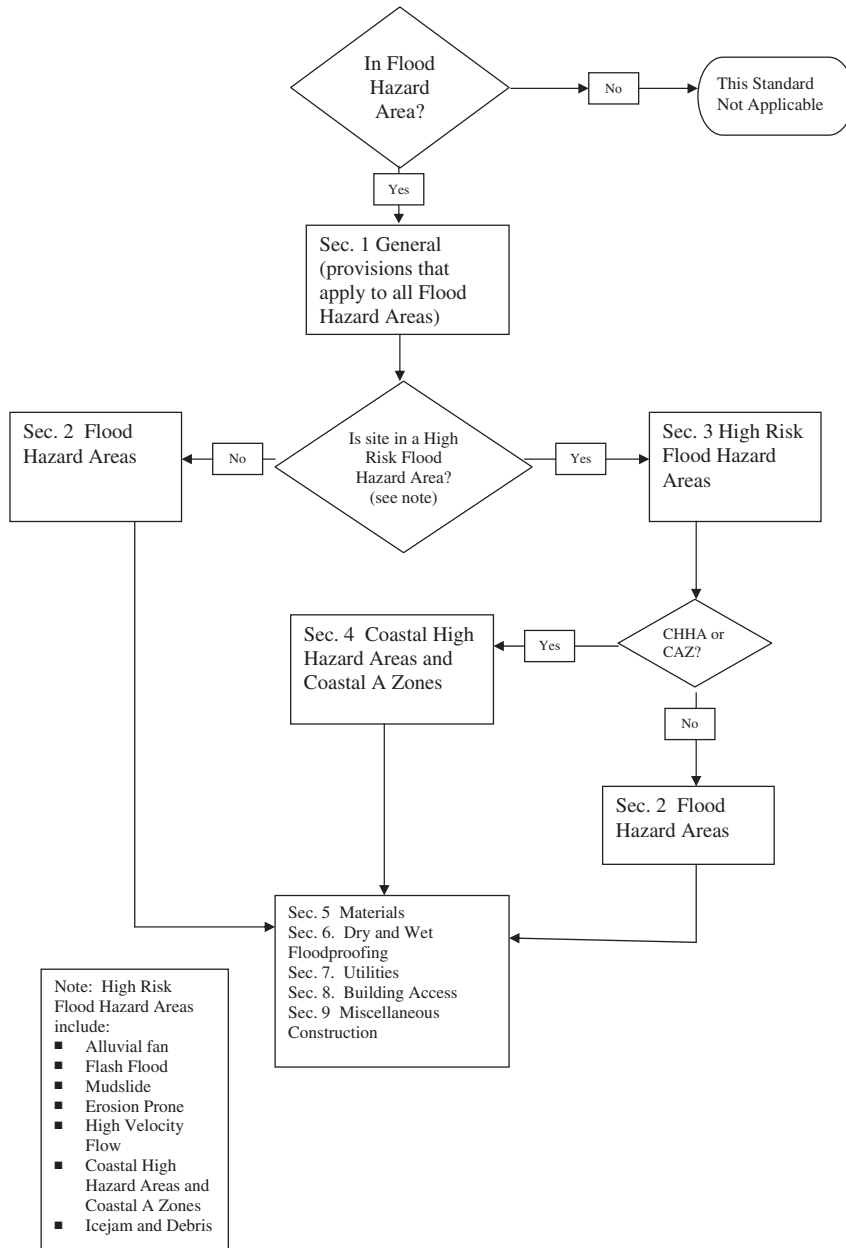 In Flood
Hazard
Area?
No
This Standard
Not Applicable
Yes
Sec. 1 General
(provisions that
apply to all Flood
Hazard Areas)
Sec. 2 Flood
Hazard Areas
No
Is site in a High
Risk Flood
Hazard Area?
(see note)
Yes
Sec. 3 High Risk
Flood Hazard
Areas
Sec. 4 Coastal High
Hazard Areas and
Coastal A Zones
Yes
CHHA or
CAZ?
No
Sec. 2 Flood
Hazard Areas
Sec. 5 Materials
Sec. 6. Dry and Wet
Floodproofing
Sec. 7. Utilities
Sec. 8. Building Access
Sec. 9 Miscellaneous
Construction
Note: High Risk
Flood Hazard Areas
include:
■ Alluvial fan
■ Flash Flood
■ Mudslide
■ Erosion Prone
■ High Velocity
Flow
■ Coastal High
Hazard Areas and
Coastal A Zones
■ Icejam and Debris